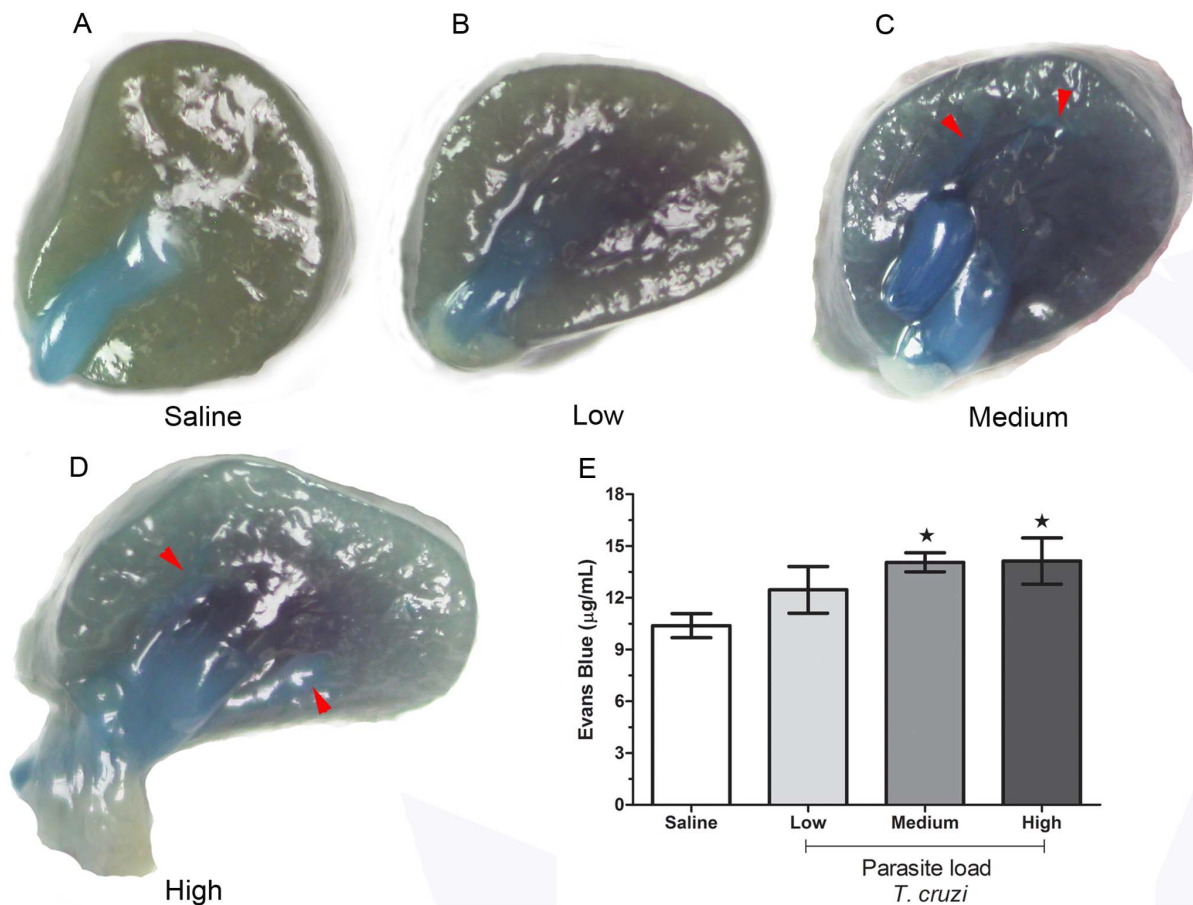 A
B
C
Saline
Low
Medium
D
High
E
Evans Blue (µg/mL)
18
15
12
9
6
3
0
★
★
Saline
Low
Medium
High
Parasite load
T. cruzi